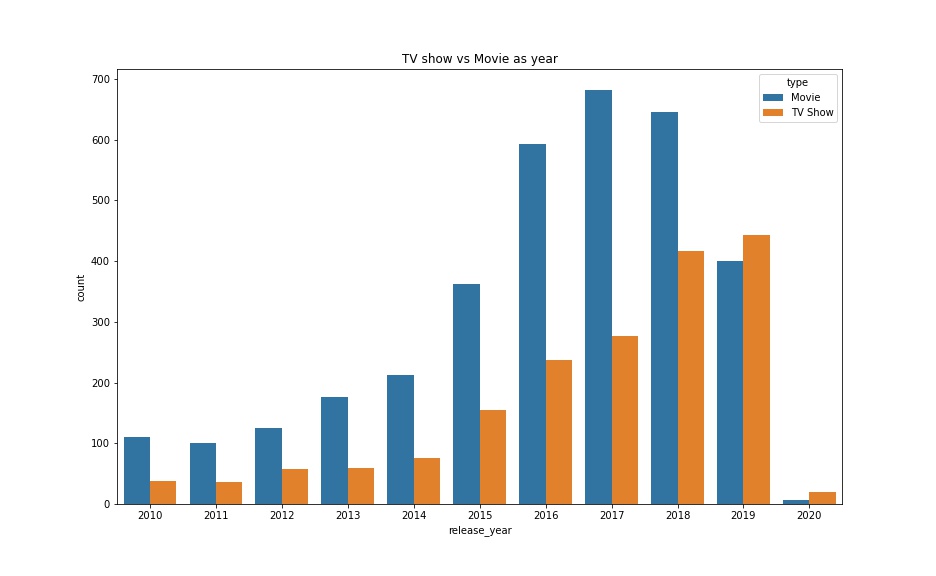 TV show vs Movie as year
type
Movie
TV Show
700
600
500
400
300
200
100
0
count
2010 2011 2012 2013 2014 2015 2016 2017 2018 2019 2020
release_year